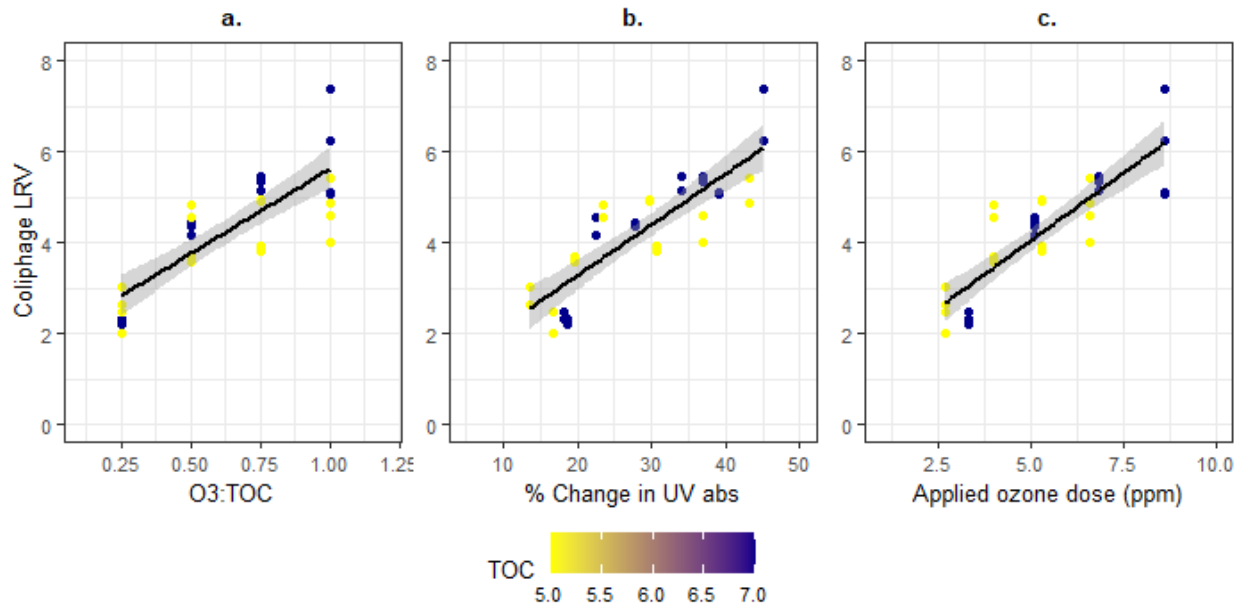 a. b. c.
Coliphage LRV
8 8 8
6 6 6
4 4 4
2 2 2
0 0 0
0.25 0.50 0.75 1.00 1.25 10 20 30 40 50 2.5 5.0 7.5 10.0
O3:TOC % Change in UV abs Applied ozone dose (ppm)
TOC
5.0 5.5 6.0 6.5 7.0